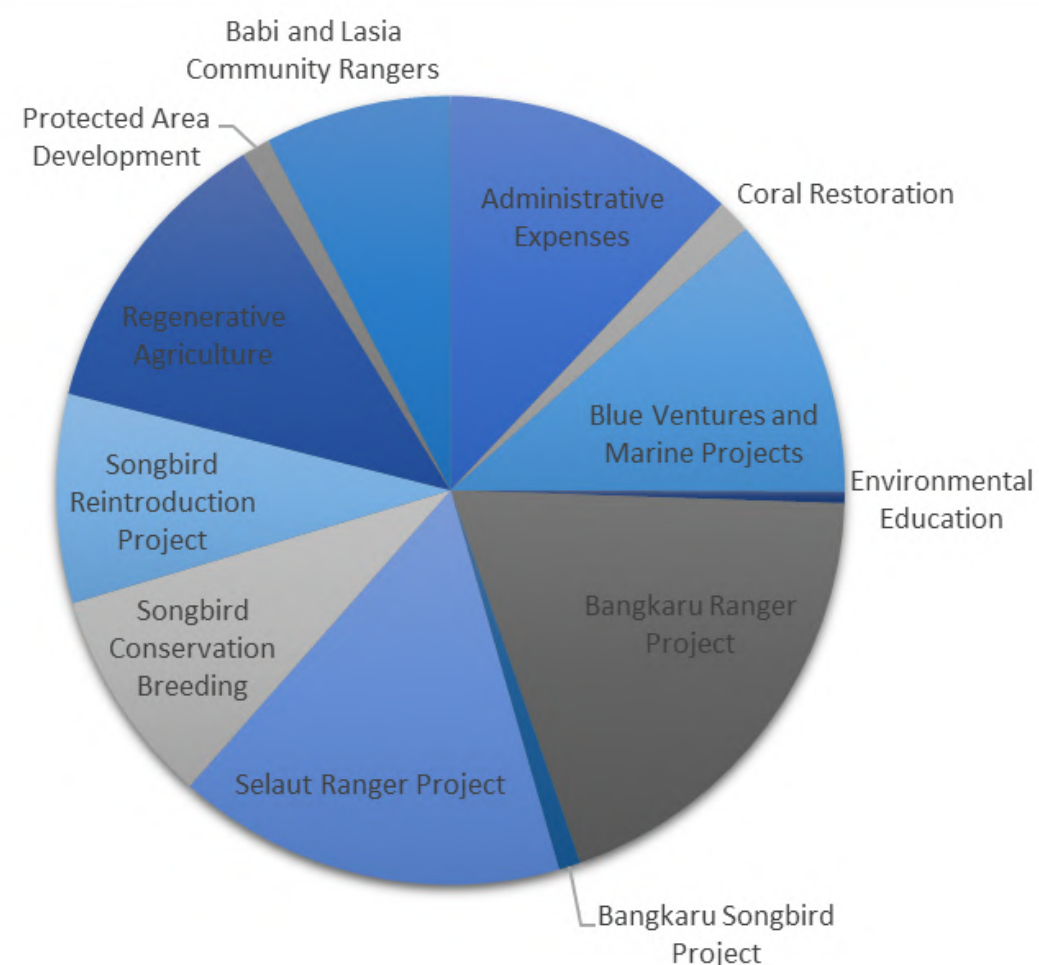 Babi and Lasia
Community Rangers
Protected Area
Development
Administrative
Expenses
Coral Restoration
Regenerative
Agriculture
Blue Ventures and
Marine Projects
Songbird
Reintroduction
Project
Environmental
Education
Bangkaru Ranger
Project
Songbird
Conservation
Breeding
Selaut Ranger Project
Bangkaru Songbird
Project